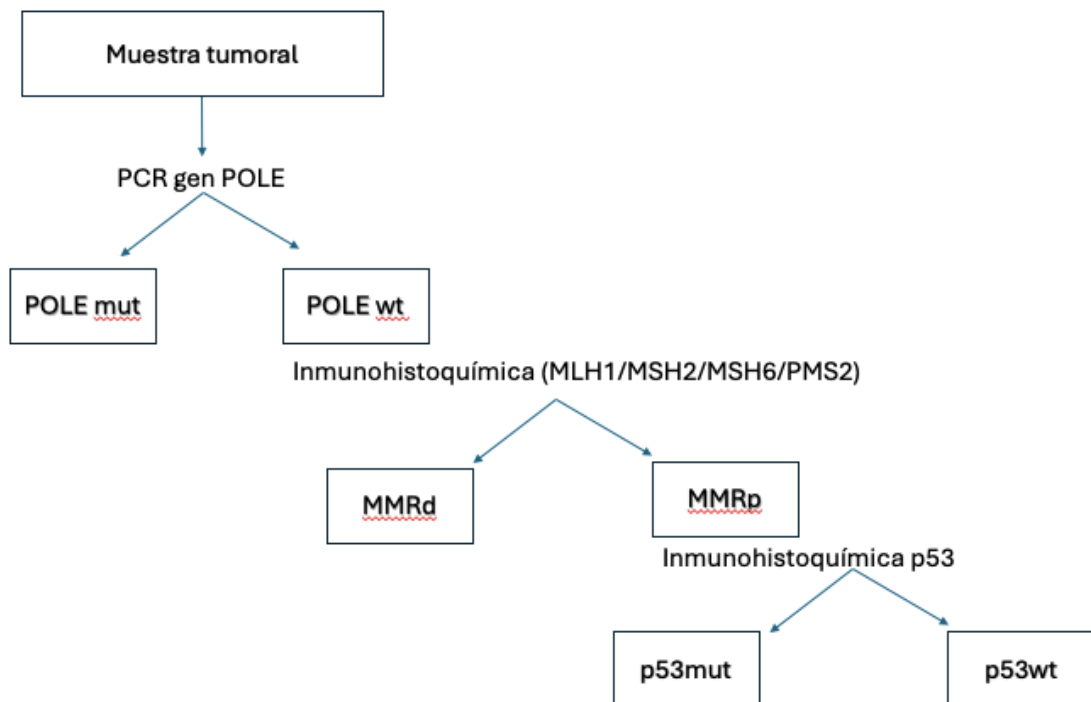 Muestra tumoral
PCR gen POLE
POLE mut
POLE wt
Inmunohistoquímica (MLH1/MSH2/MSH6/PMS2)
MMRd
MMRp
Inmunohistoquímica p53
p53mut
p53wt